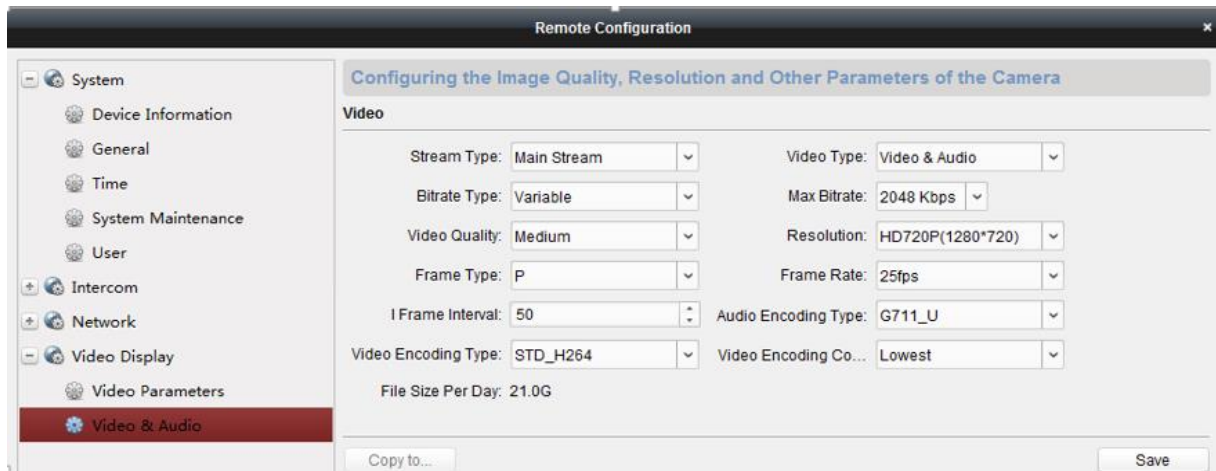 Remote Configuration
System
Device Information
General
Time
System Maintenance
User
Intercom
Network
Video Display
Video Parameters
Video & Audio
Configuring the Image Quality, Resolution and Other Parameters of the Camera
Video
Stream Type: Main Stream
Video Type: Video & Audio
Bitrate Type: Variable
Max Bitrate: 2048 Kbps
Video Quality: Medium
Resolution: HD720P(1280*720)
Frame Type: P
Frame Rate: 25fps
I Frame Interval: 50
Audio Encoding Type: G711_U
Video Encoding Type: STD_H264
Video Encoding Co... Lowest
File Size Per Day: 21.0G
Copy to...
Save